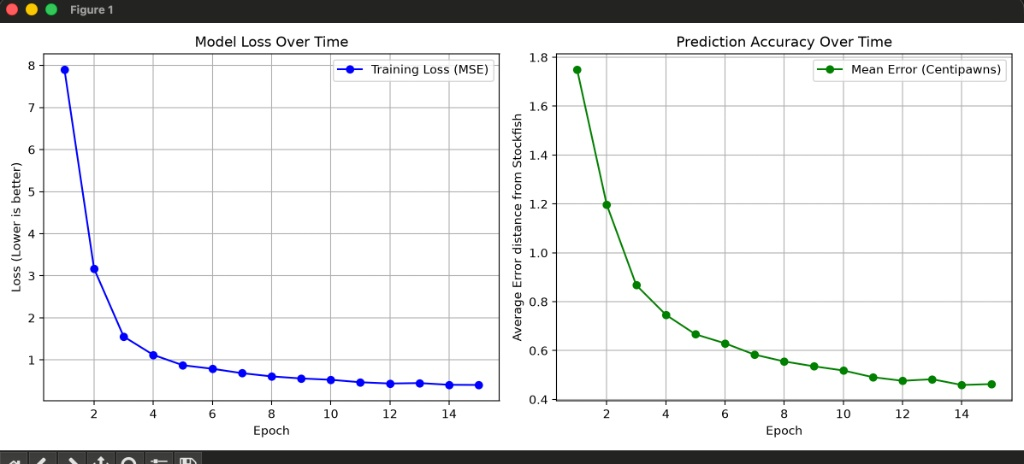 Figure 1
Model Loss Over Time
Training Loss (MSE)
Loss (Lower is better)
8
7
6
5
4
3
2
1
2 4 6 8 10 12 14
Epoch
Prediction Accuracy Over Time
Mean Error (Centipawns)
Average Error distance from Stockfish
1.8
1.6
1.4
1.2
1.0
0.8
0.6
0.4
2 4 6 8 10 12 14
Epoch